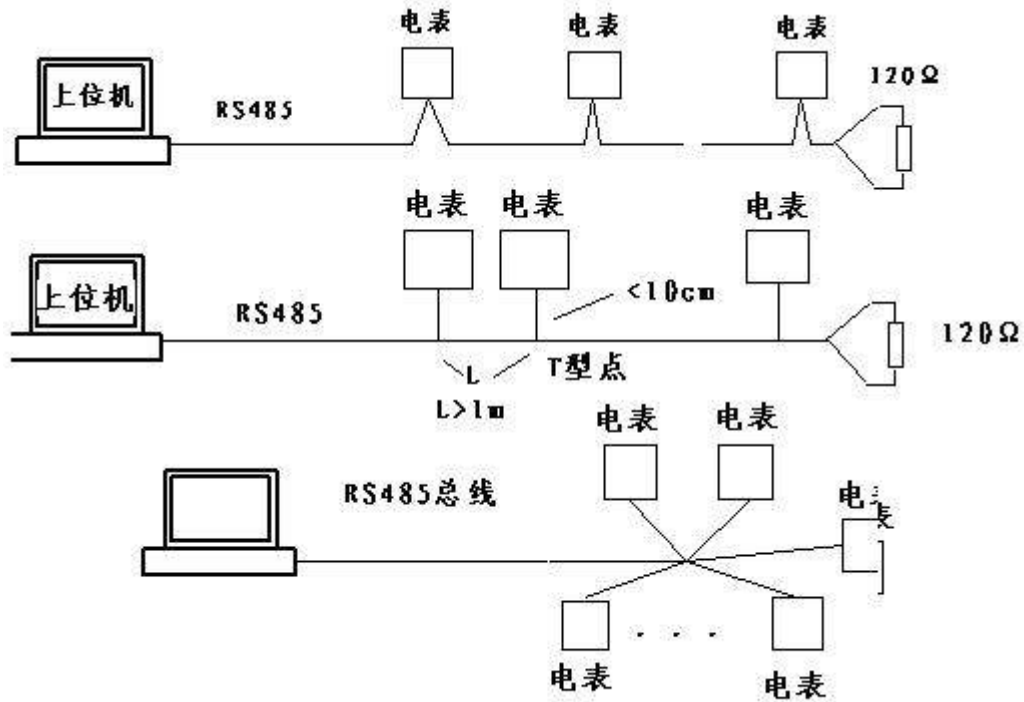 电表 电表 电表
上位机 RS485 120Ω
电表 电表 电表
上位机 RS485 <10cm 120Ω
L T型点
L>1m
电表 电表
RS485总线 电表
电表 电表